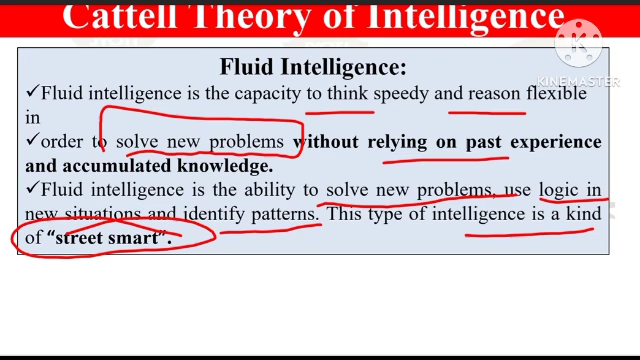 Cattell Theory of Intelligence
KINEMASTER
Fluid Intelligence:
✓Fluid intelligence is the capacity to think speedy and reason flexible
in
✓order to solve new problems without relying on past experience
and accumulated knowledge.
✓Fluid intelligence is the ability to solve new problems, use logic in
new situations and identify patterns. This type of intelligence is a kind
of “street smart”.